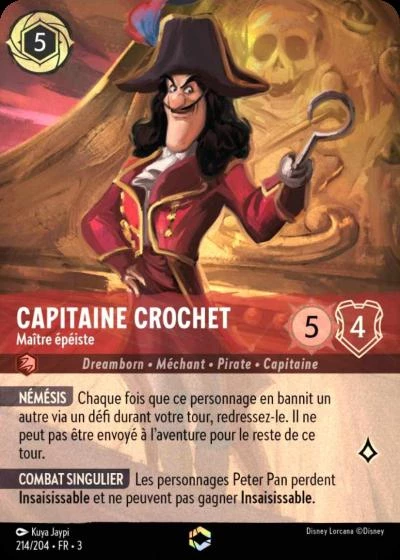 5
CAPITAINE CROCHET
Maître épéiste
5
4
Dreamborn • Méchant • Pirate • Capitaine
NÉMÉSIS Chaque fois que ce personnage en bannit un
autre via un défi durant votre tour, redressez-le. Il ne
peut pas être envoyé à l'aventure pour le reste de ce
tour.
COMBAT SINGULIER Les personnages Peter Pan perdent
Insaisissable et ne peuvent pas gagner Insaisissable.
Kuya Jaypi
214/204 • FR • 3
Disney Lorcana ©Disney